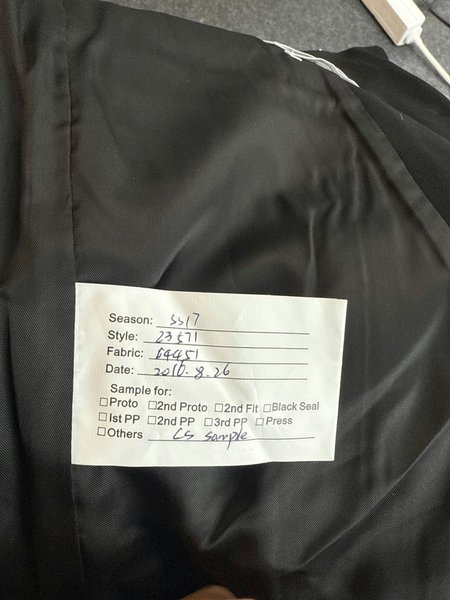 Season: SS17
Style: 23571
Fabric: 64451
Date: 2016.8.26
Sample for:
□Proto □2nd Proto □2nd Fit □Black Seal
□Ist PP □2nd PP □3rd PP □Press
□Others CS sample